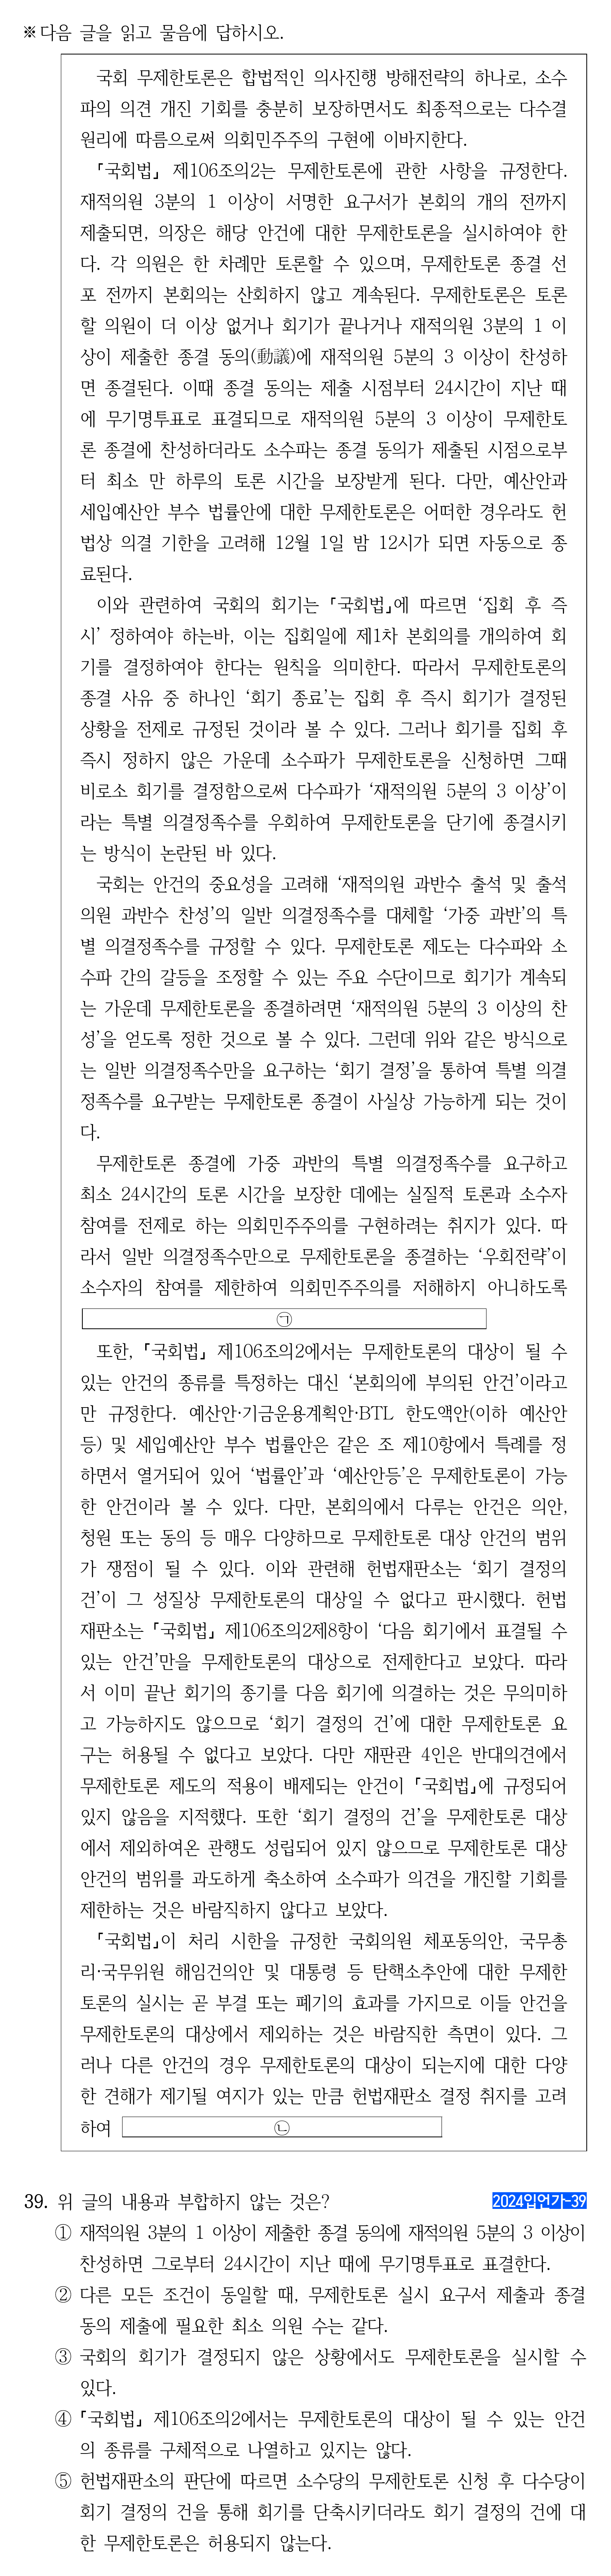 ※다음 글을 읽고 물음에 답하시오.
국회 무제한토론은 합법적인 의사진행 방해전략의 하나로, 소수
파의 의견 개진 기회를 충분히 보장하면서도 최종적으로는 다수결
원리에 따름으로써 의회민주주의 구현에 이바지한다.
｢국회법｣ 제106조의2는 무제한토론에 관한 사항을 규정한다.
재적의원 3분의 1 이상이 서명한 요구서가 본회의 개의 전까지
제출되면, 의장은 해당 안건에 대한 무제한토론을 실시하여야 한
다. 각 의원은 한 차례만 토론할 수 있으며, 무제한토론 종결 선
포 전까지 본회의는 산회하지 않고 계속된다. 무제한토론은 토론
할 의원이 더 이상 없거나 회기가 끝나거나 재적의원 3분의 1 이
상이 제출한 종결 동의(動議)에 재적의원 5분의 3 이상이 찬성하
면 종결된다. 이때 종결 동의는 제출 시점부터 24시간이 지난 때
에 무기명투표로 표결되므로 재적의원 5분의 3 이상이 무제한토
론 종결에 찬성하더라도 소수파는 종결 동의가 제출된 시점으로부
터 최소 만 하루의 토론 시간을 보장받게 된다. 다만, 예산안과
세입예산안 부수 법률안에 대한 무제한토론은 어떠한 경우라도 헌
법상 의결 기한을 고려해 12월 1일 밤 12시가 되면 자동으로 종
료된다.
이와 관련하여 국회의 회기는 ｢국회법｣에 따르면 ‘집회 후 즉
시’ 정하여야 하는바, 이는 집회일에 제1차 본회의를 개의하여 회
기를 결정하여야 한다는 원칙을 의미한다. 따라서 무제한토론의
종결 사유 중 하나인 ‘회기 종료’는 집회 후 즉시 회기가 결정된
상황을 전제로 규정된 것이라 볼 수 있다. 그러나 회기를 집회 후
즉시 정하지 않은 가운데 소수파가 무제한토론을 신청하면 그때
비로소 회기를 결정함으로써 다수파가 ‘재적의원 5분의 3 이상’이
라는 특별 의결정족수를 우회하여 무제한토론을 단기에 종결시키
는 방식이 논란된 바 있다.
국회는 안건의 중요성을 고려해 ‘재적의원 과반수 출석 및 출석
의원 과반수 찬성’의 일반 의결정족수를 대체할 ‘가중 과반’의 특
별 의결정족수를 규정할 수 있다. 무제한토론 제도는 다수파와 소
수파 간의 갈등을 조정할 수 있는 주요 수단이므로 회기가 계속되
는 가운데 무제한토론을 종결하려면 ‘재적의원 5분의 3 이상의 찬
성’을 얻도록 정한 것으로 볼 수 있다. 그런데 위와 같은 방식으로
는 일반 의결정족수만을 요구하는 ‘회기 결정’을 통하여 특별 의결
정족수를 요구받는 무제한토론 종결이 사실상 가능하게 되는 것이
다.
무제한토론 종결에 가중 과반의 특별 의결정족수를 요구하고
최소 24시간의 토론 시간을 보장한 데에는 실질적 토론과 소수자
참여를 전제로 하는 의회민주주의를 구현하려는 취지가 있다. 따
라서 일반 의결정족수만으로 무제한토론을 종결하는 ‘우회전략’이
소수자의 참여를 제한하여 의회민주주의를 저해하지 아니하도록
㉠
또한, ｢국회법｣ 제106조의2에서는 무제한토론의 대상이 될 수
있는 안건의 종류를 특정하는 대신 ‘본회의에 부의된 안건’이라고
만 규정한다. 예산안·기금운용계획안·BTL 한도액안(이하 예산안
등) 및 세입예산안 부수 법률안은 같은 조 제10항에서 특례를 정
하면서 열거되어 있어 ‘법률안’과 ‘예산안등’은 무제한토론이 가능
한 안건이라 볼 수 있다. 다만, 본회의에서 다루는 안건은 의안,
청원 또는 동의 등 매우 다양하므로 무제한토론 대상 안건의 범위
가 쟁점이 될 수 있다. 이와 관련해 헌법재판소는 ‘회기 결정의
건’이 그 성질상 무제한토론의 대상일 수 없다고 판시했다. 헌법
재판소는 ｢국회법｣ 제106조의2제8항이 ‘다음 회기에서 표결될 수
있는 안건’만을 무제한토론의 대상으로 전제한다고 보았다. 따라
서 이미 끝난 회기의 종기를 다음 회기에 의결하는 것은 무의미하
고 가능하지도 않으므로 ‘회기 결정의 건’에 대한 무제한토론 요
구는 허용될 수 없다고 보았다. 다만 재판관 4인은 반대의견에서
무제한토론 제도의 적용이 배제되는 안건이 ｢국회법｣에 규정되어
있지 않음을 지적했다. 또한 ‘회기 결정의 건’을 무제한토론 대상
에서 제외하여온 관행도 성립되어 있지 않으므로 무제한토론 대상
안건의 범위를 과도하게 축소하여 소수파가 의견을 개진할 기회를
제한하는 것은 바람직하지 않다고 보았다.
｢국회법｣이 처리 시한을 규정한 국회의원 체포동의안, 국무총
리·국무위원 해임건의안 및 대통령 등 탄핵소추안에 대한 무제한
토론의 실시는 곧 부결 또는 폐기의 효과를 가지므로 이들 안건을
무제한토론의 대상에서 제외하는 것은 바람직한 측면이 있다. 그
러나 다른 안건의 경우 무제한토론의 대상이 되는지에 대한 다양
한 견해가 제기될 여지가 있는 만큼 헌법재판소 결정 취지를 고려
하여 ㉡
39. 위 글의 내용과 부합하지 않는 것은? 2024입언가-39
① 재적의원 3분의 1 이상이 제출한 종결 동의에 재적의원 5분의 3 이상이
찬성하면 그로부터 24시간이 지난 때에 무기명투표로 표결한다.
② 다른 모든 조건이 동일할 때, 무제한토론 실시 요구서 제출과 종결
동의 제출에 필요한 최소 의원 수는 같다.
③ 국회의 회기가 결정되지 않은 상황에서도 무제한토론을 실시할 수
있다.
④ ｢국회법｣ 제106조의2에서는 무제한토론의 대상이 될 수 있는 안건
의 종류를 구체적으로 나열하고 있지는 않다.
⑤ 헌법재판소의 판단에 따르면 소수당의 무제한토론 신청 후 다수당이
회기 결정의 건을 통해 회기를 단축시키더라도 회기 결정의 건에 대
한 무제한토론은 허용되지 않는다.